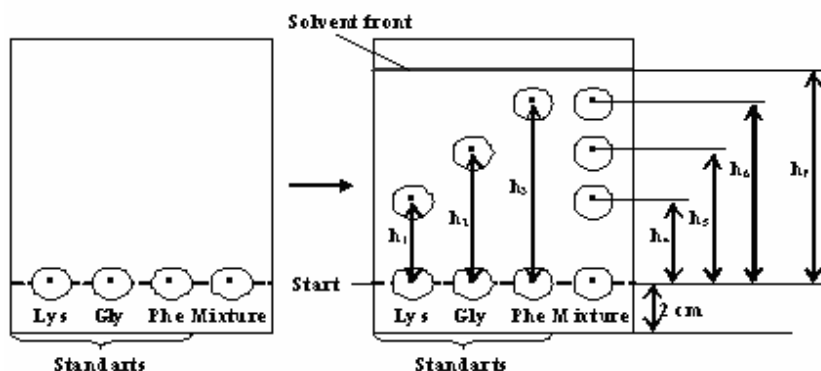 Solvent front
Lys Gly Phe Mixture
Standarts
Start
h₁
h₂
h₃
h₄
h₅
h₆
2 cm
Lys Gly Phe Mixture
Standarts